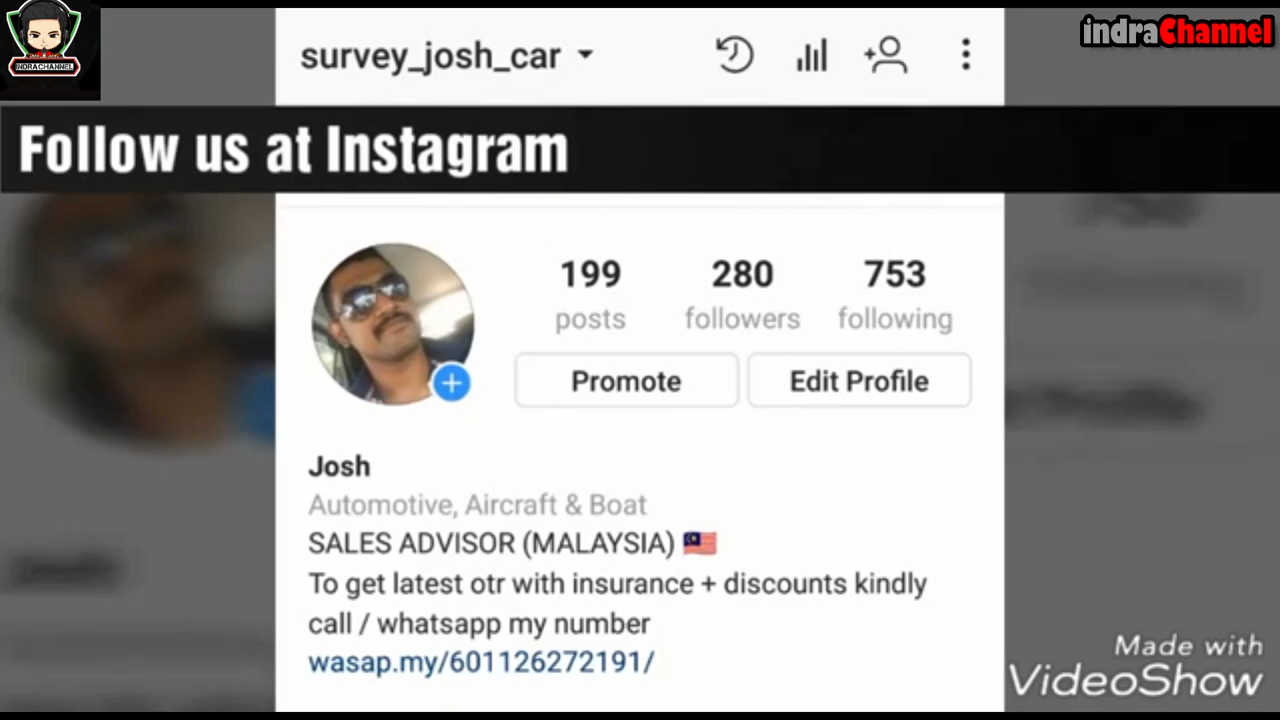 INDRACHANNEL
indraChannel
survey_josh_car
Follow us at Instagram
199 280 753
posts followers following
Promote Edit Profile
Josh
Automotive, Aircraft & Boat
SALES ADVISOR (MALAYSIA) 🇲🇾
To get latest otr with insurance + discounts kindly
call / whatsapp my number
wasap.my/601126272191/
Made with
VideoShow